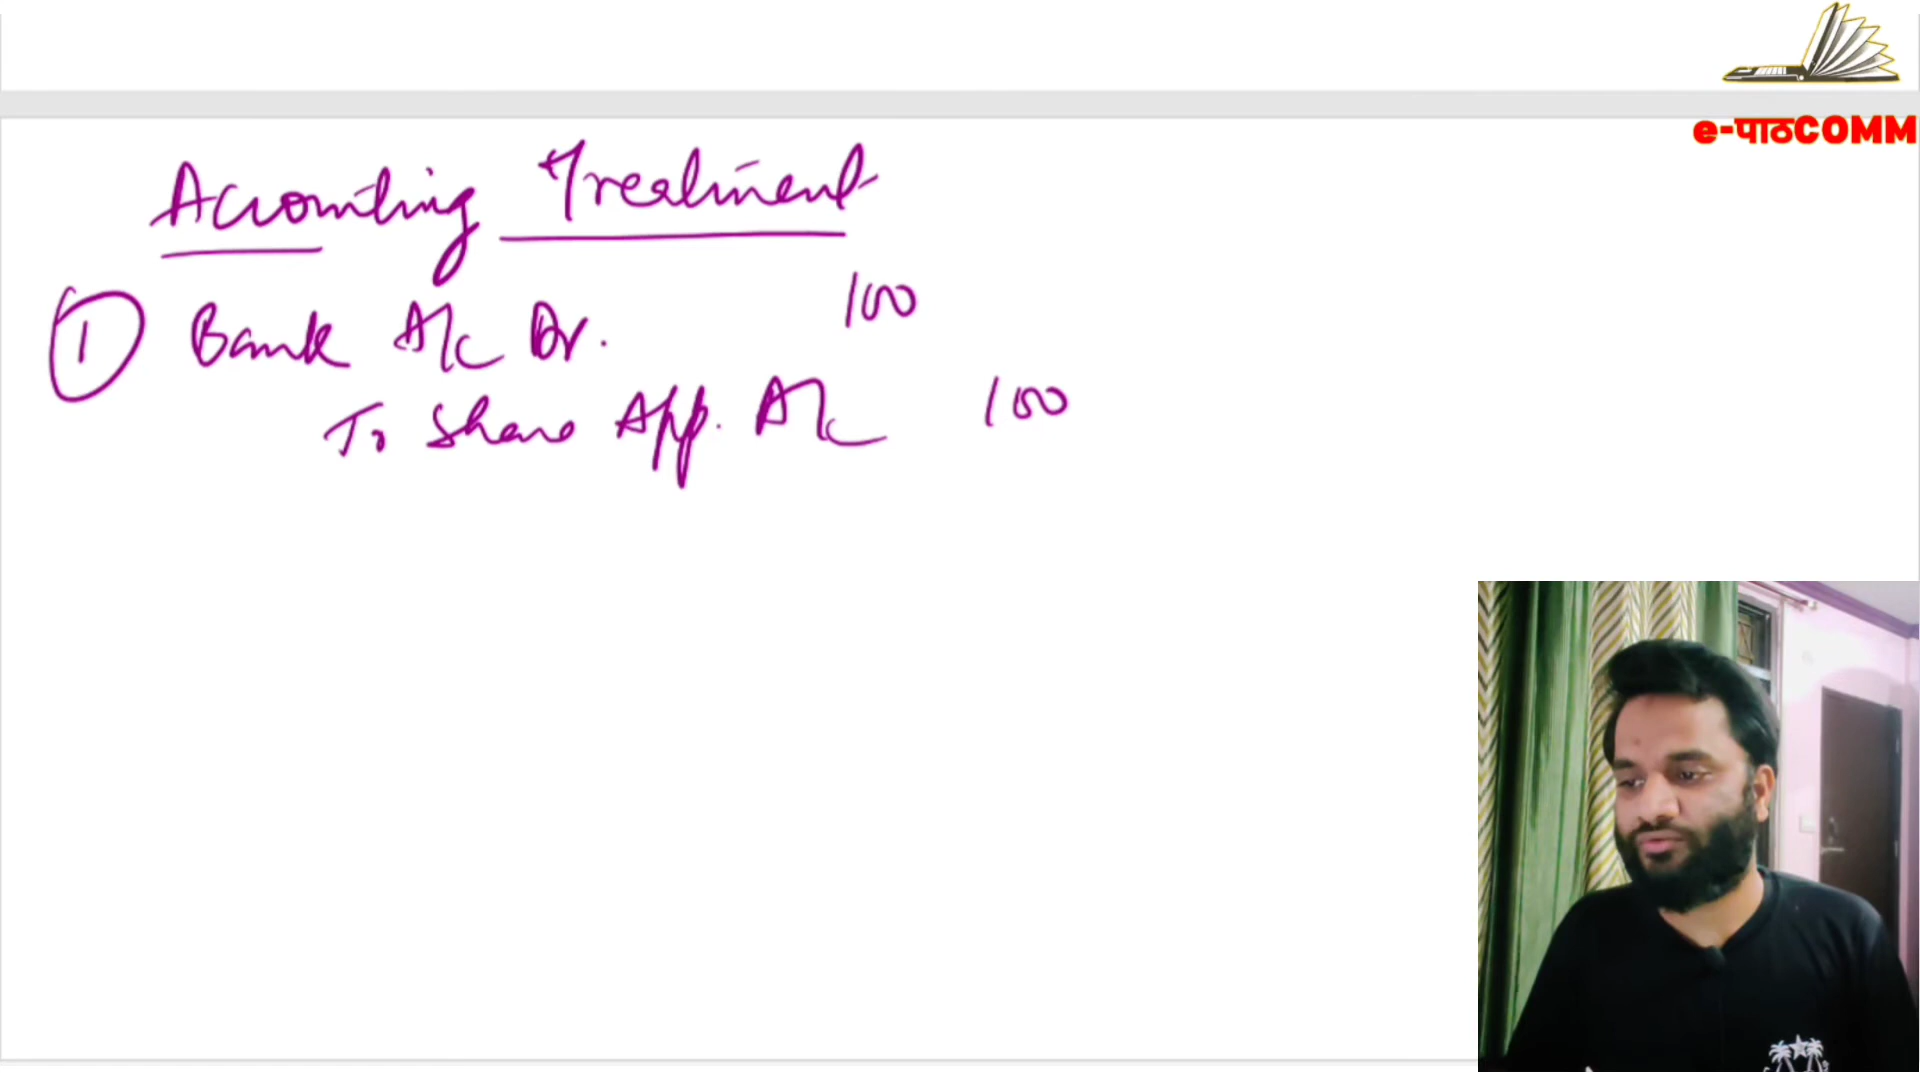 e-पाठCOMM
Accounting Treatment
① Bank A/c Dr. 100
To Share App. A/c 100